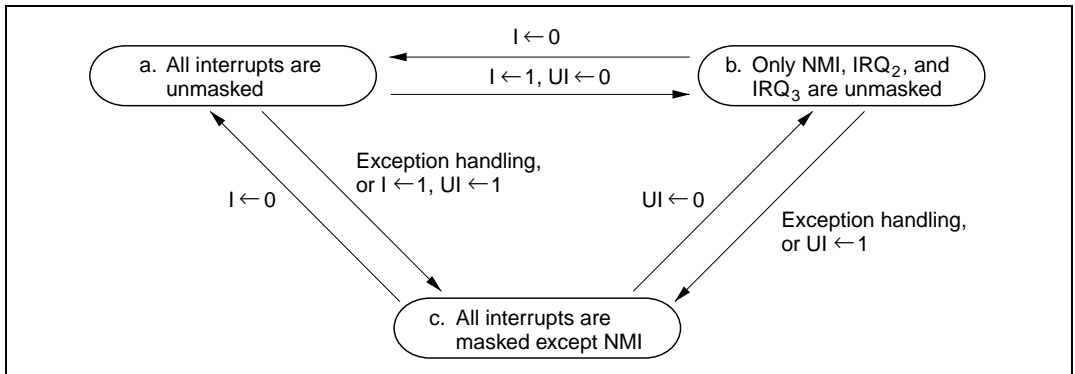 I ← 0
a. All interrupts are
unmasked
I ← 1, UI ← 0
b. Only NMI, IRQ₂, and
IRQ₃ are unmasked
Exception handling,
or I ← 1, UI ← 1
I ← 0
UI ← 0
Exception handling,
or UI ← 1
c. All interrupts are
masked except NMI